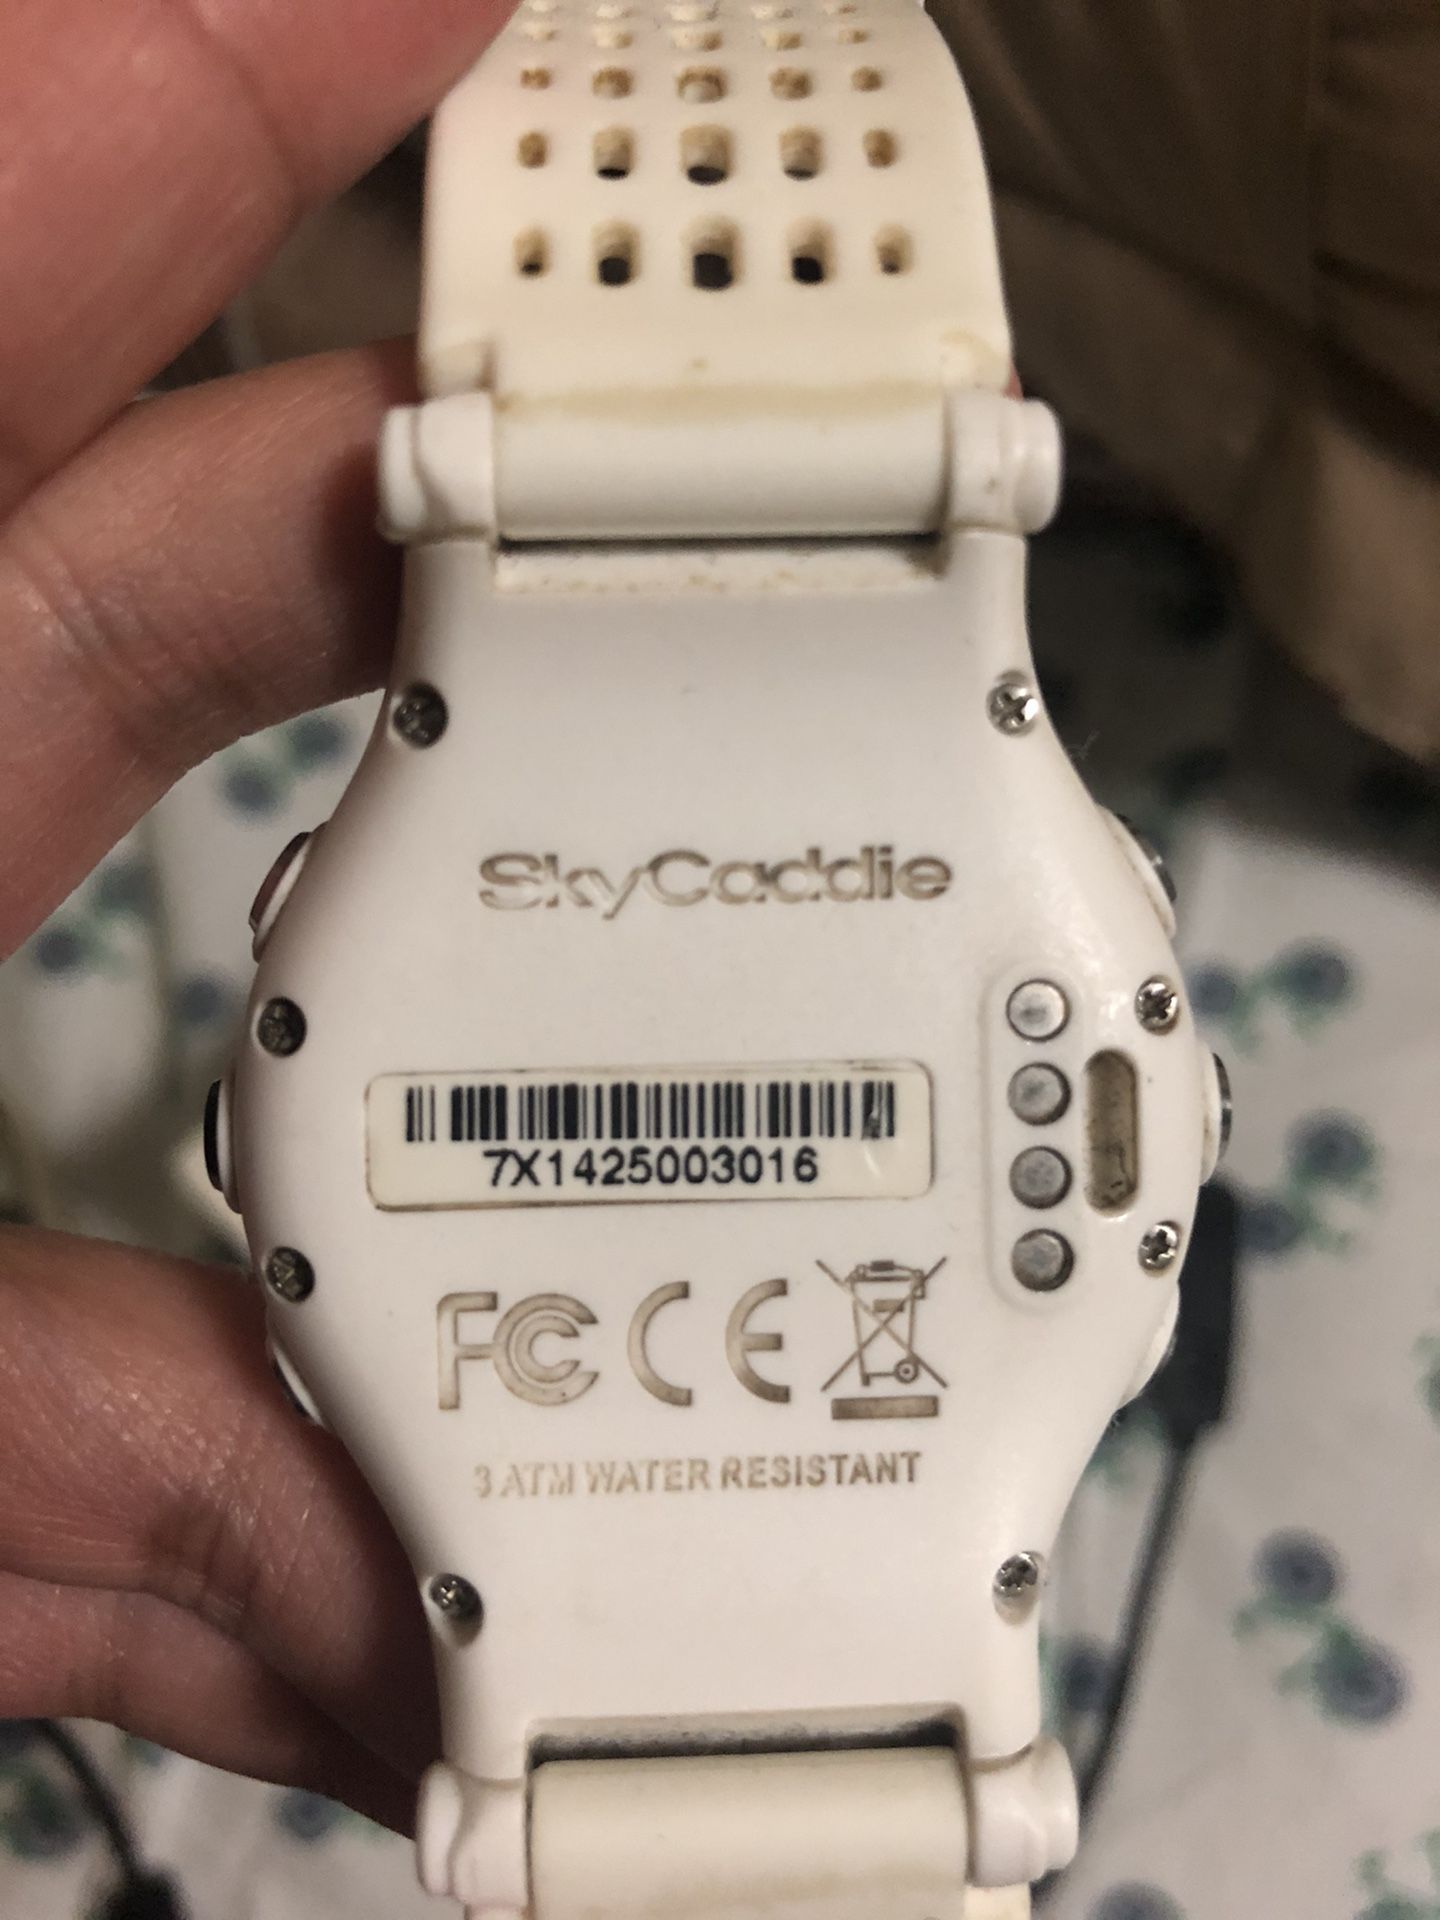 SkyCaddie
7X1425003016
FC CE
3 ATM WATER RESISTANT